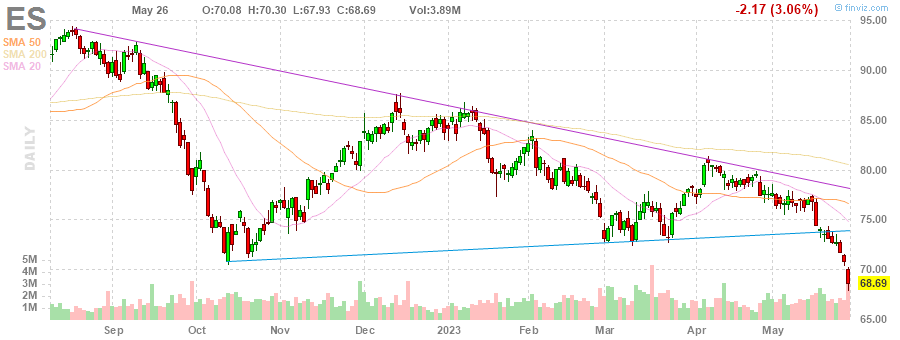 ES
May 26 O:70.08 H:70.30 L:67.93 C:68.69 Vol:3.89M -2.17 (3.06%) © finviz.com
SMA 50
SMA 200
SMA 20
DAILY
95.00
90.00
85.00
80.00
75.00
70.00
68.69
65.00
5M
4M
3M
2M
1M
Sep Oct Nov Dec 2023 Feb Mar Apr May